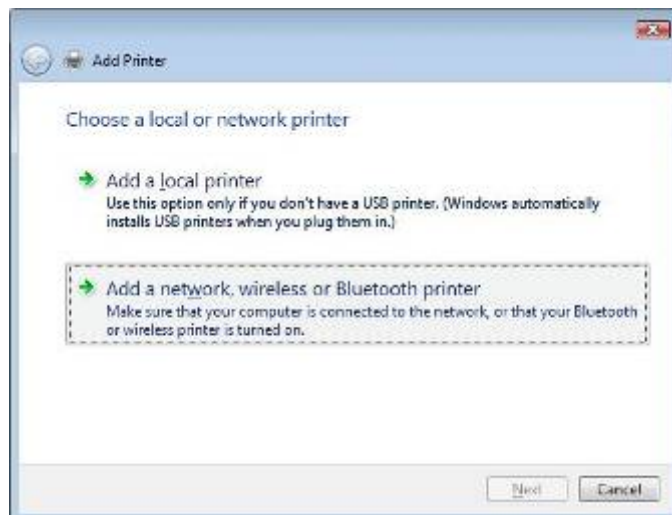 Add Printer
Choose a local or network printer
Add a local printer
Use this option only if you don't have a USB printer. (Windows automatically
installs USB printers when you plug them in.)
Add a network, wireless or Bluetooth printer
Make sure that your computer is connected to the network, or that your Bluetooth
or wireless printer is turned on.
Next Cancel